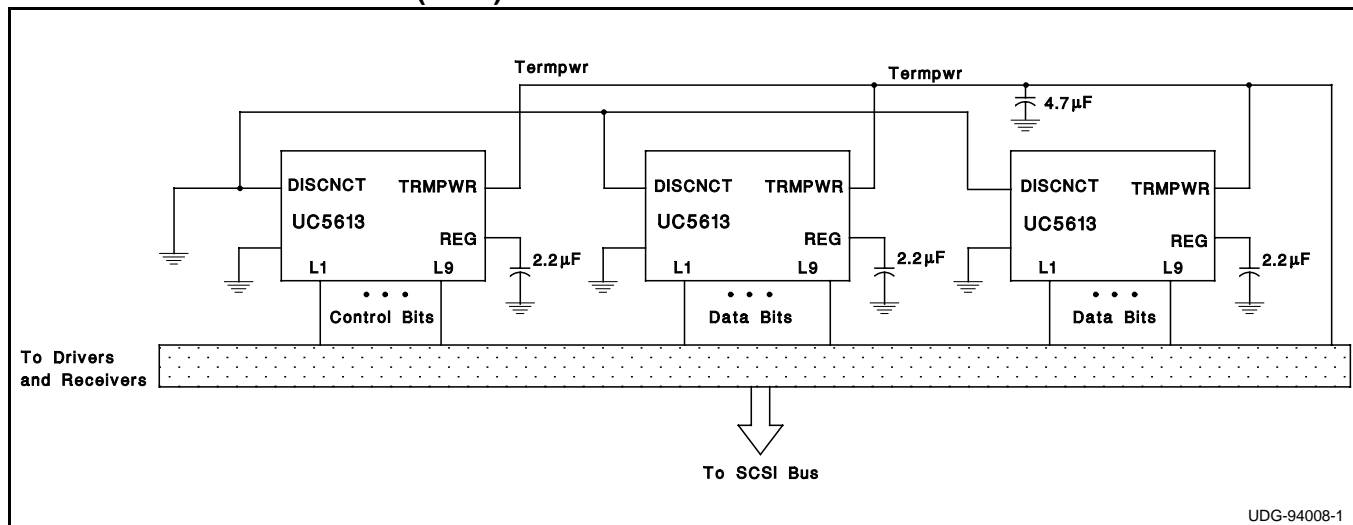 Termpwr
Termpwr
4.7µF
DISCNCT TRMPWR
UC5613
REG
2.2µF
L1 L9
• • •
Control Bits
DISCNCT TRMPWR
UC5613
REG
2.2µF
L1 L9
• • •
Data Bits
DISCNCT TRMPWR
UC5613
REG
2.2µF
L1 L9
• • •
Data Bits
To Drivers
and Receivers
To SCSI Bus
UDG-94008-1